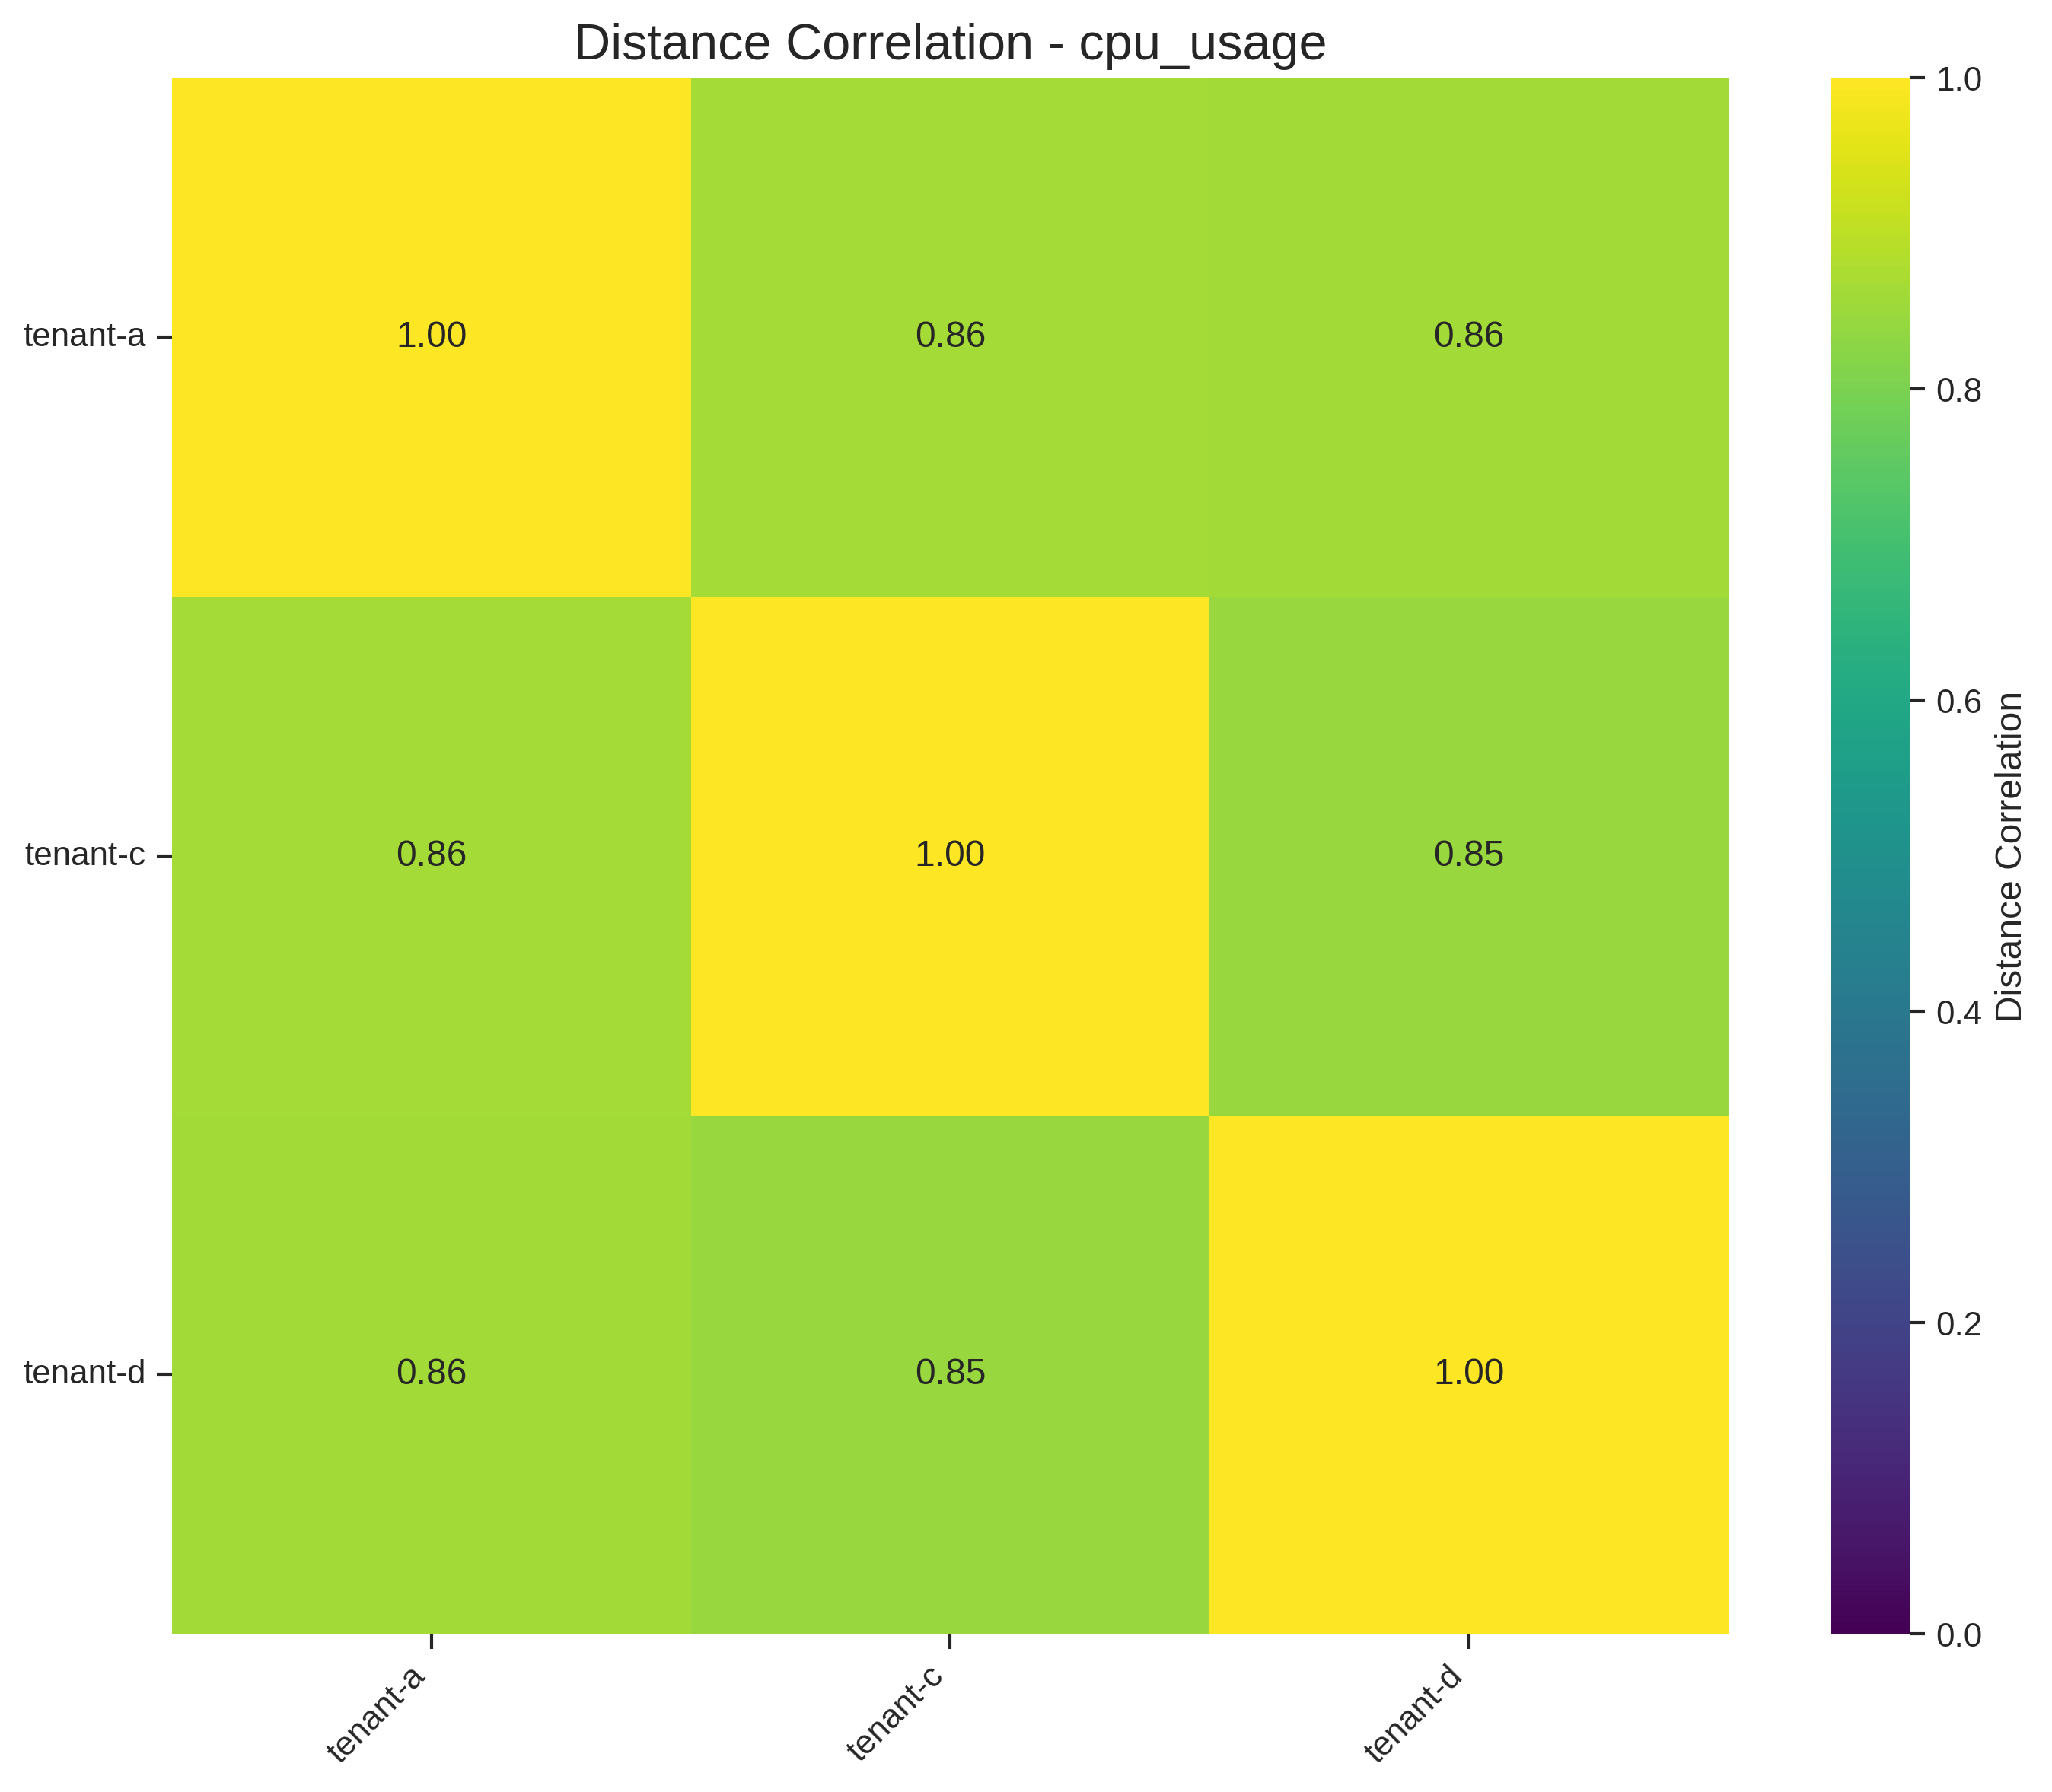 Distance Correlation - cpu_usage
tenant-a 1.00 0.86 0.86
tenant-c 0.86 1.00 0.85
tenant-d 0.86 0.85 1.00
tenant-a tenant-c tenant-d
1.0
0.8
0.6
0.4
0.2
0.0
Distance Correlation